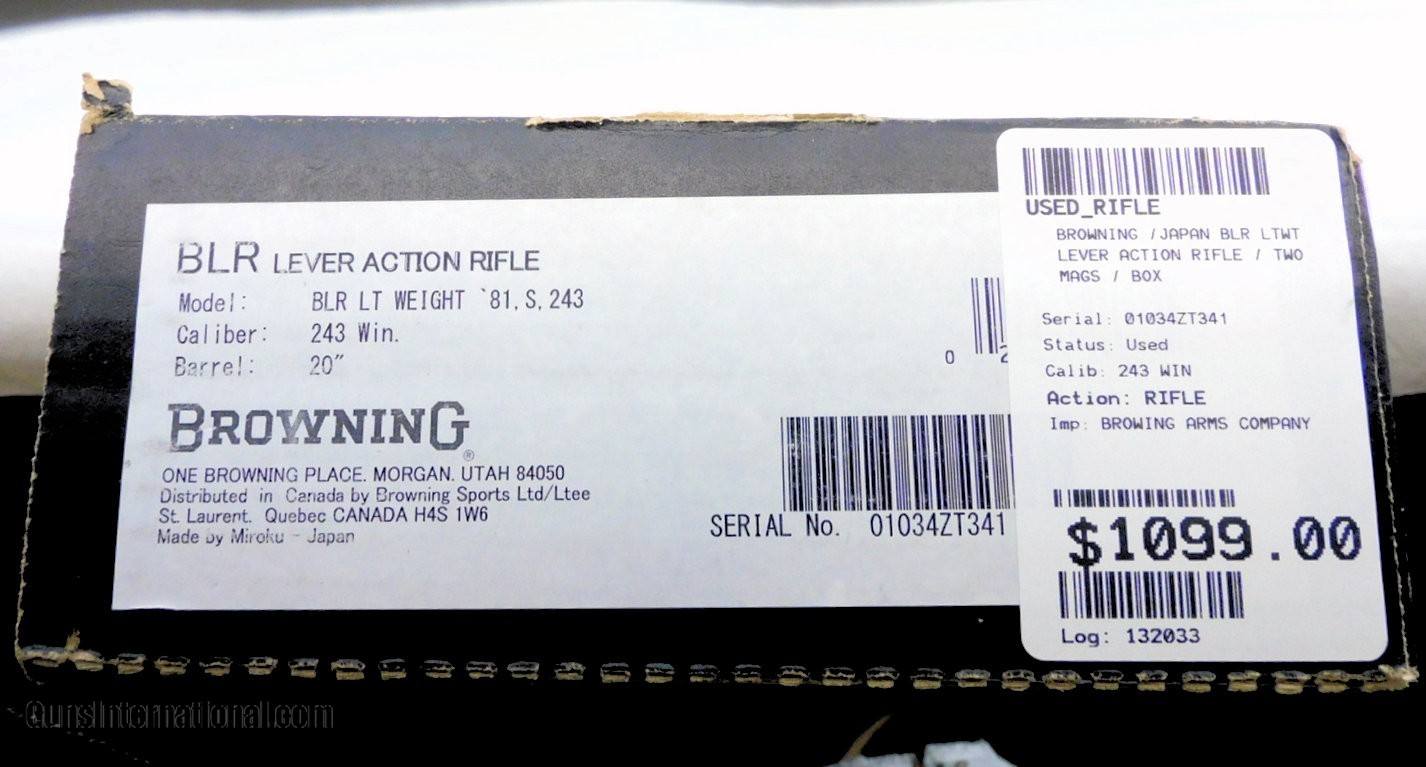 BLR LEVER ACTION RIFLE
Model: BLR LT WEIGHT `81, S, 243
Caliber: 243 Win.
Barrel: 20"
BROWNING®
ONE BROWNING PLACE. MORGAN. UTAH 84050
Distributed in Canada by Browning Sports Ltd/Ltee
St. Laurent. Quebec CANADA H4S 1W6
Made by Miroku - Japan
0 2
SERIAL No. 01034ZT341
USED_RIFLE
BROWNING /JAPAN BLR LTWT
LEVER ACTION RIFLE / TWO
MAGS / BOX
Serial: 01034ZT341
Status: Used
Calib: 243 WIN
Action: RIFLE
Imp: BROWING ARMS COMPANY
$1099.00
Log: 132033
GunsInternational.com